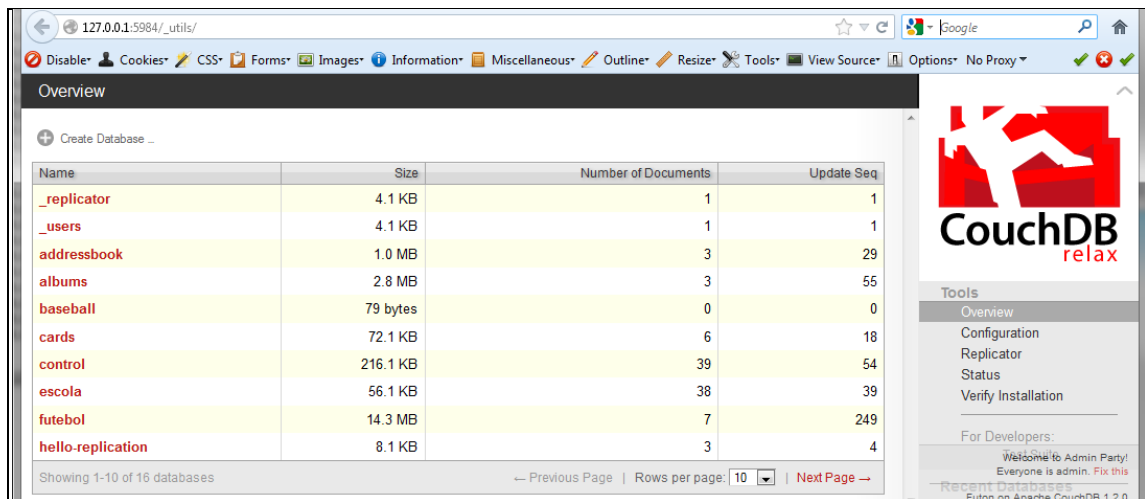 127.0.0.1:5984/_utils/ Google
Disable Cookies CSS Forms Images Information Miscellaneous Outline Resize Tools View Source Options No Proxy
Overview
Create Database ...
Name Size Number of Documents Update Seq
_replicator 4.1 KB 1 1
_users 4.1 KB 1 1
addressbook 1.0 MB 3 29
albums 2.8 MB 3 55
baseball 79 bytes 0 0
cards 72.1 KB 6 18
control 216.1 KB 39 54
escola 56.1 KB 38 39
futebol 14.3 MB 7 249
hello-replication 8.1 KB 3 4
Showing 1-10 of 16 databases ← Previous Page | Rows per page: 10 | Next Page →
CouchDB
relax
Tools
Overview
Configuration
Replicator
Status
Verify Installation
For Developers:
Test Suite
Welcome to Admin Party!
Everyone is admin. Fix this
Recent Databases
Futon on Apache CouchDB 1.2.0